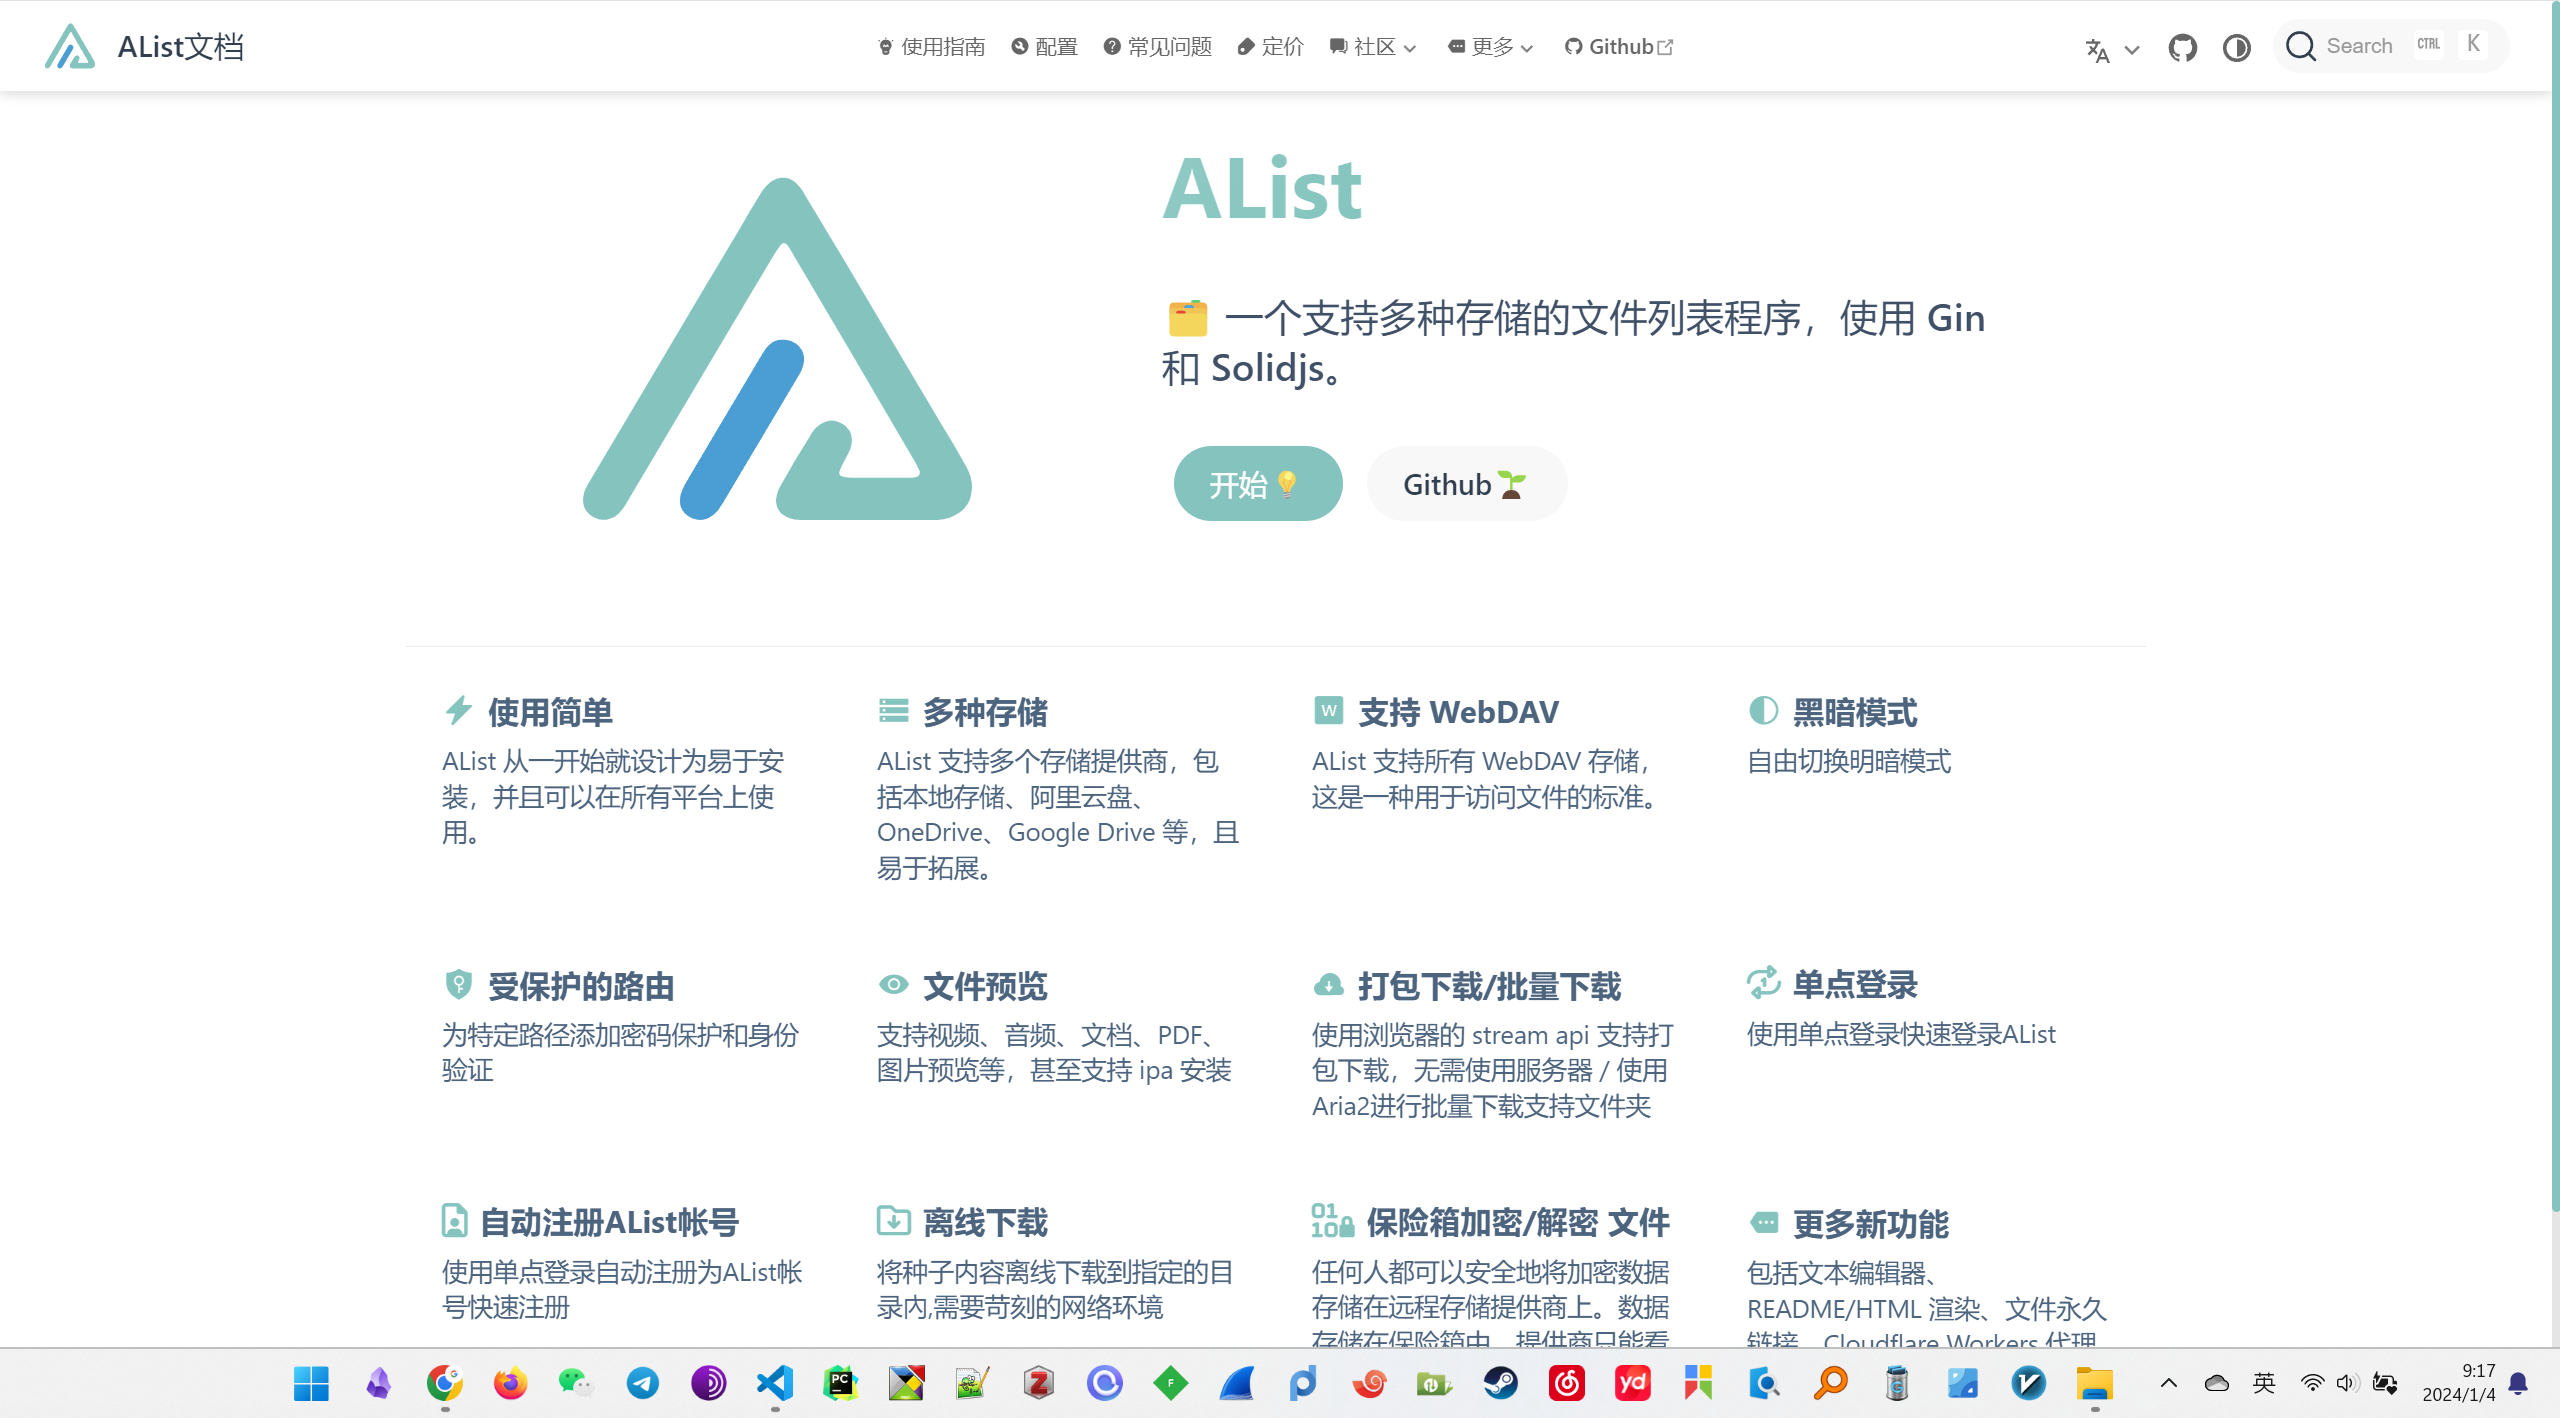 AList文档
使用指南 配置 常见问题 定价 社区 更多 Github
Search CTRL K
AList
一个支持多种存储的文件列表程序，使用 Gin
和 Solidjs。
开始 Github
使用简单
AList 从一开始就设计为易于安
装，并且可以在所有平台上使
用。
多种存储
AList 支持多个存储提供商，包
括本地存储、阿里云盘、
OneDrive、Google Drive 等，且
易于拓展。
W 支持 WebDAV
AList 支持所有 WebDAV 存储，
这是一种用于访问文件的标准。
黑暗模式
自由切换明暗模式
受保护的路由
为特定路径添加密码保护和身份
验证
文件预览
支持视频、音频、文档、PDF、
图片预览等，甚至支持 ipa 安装
打包下载/批量下载
使用浏览器的 stream api 支持打
包下载，无需使用服务器 / 使用
Aria2进行批量下载支持文件夹
单点登录
使用单点登录快速登录AList
自动注册AList帐号
使用单点登录自动注册为AList帐
号快速注册
离线下载
将种子内容离线下载到指定的目
录内,需要苛刻的网络环境
保险箱加密/解密 文件
任何人都可以安全地将加密数据
存储在远程存储提供商上。数据
存储在保险箱中，提供商只能看
更多新功能
包括文本编辑器、
README/HTML 渲染、文件永久
链接、Cloudflare Workers 代理
英
9:17
2024/1/4